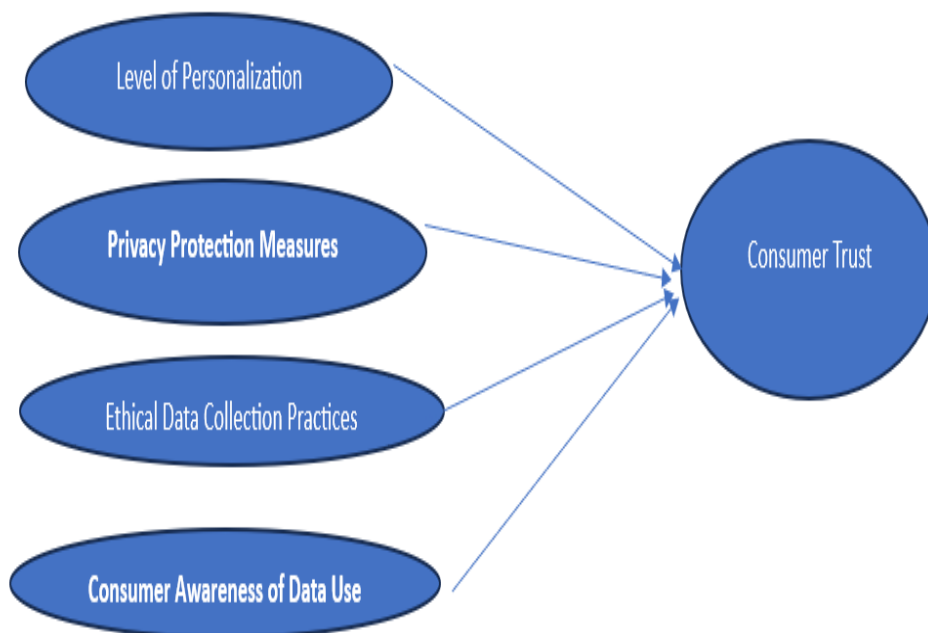 Level of Personalization
Privacy Protection Measures
Consumer Trust
Ethical Data Collection Practices
Consumer Awareness of Data Use